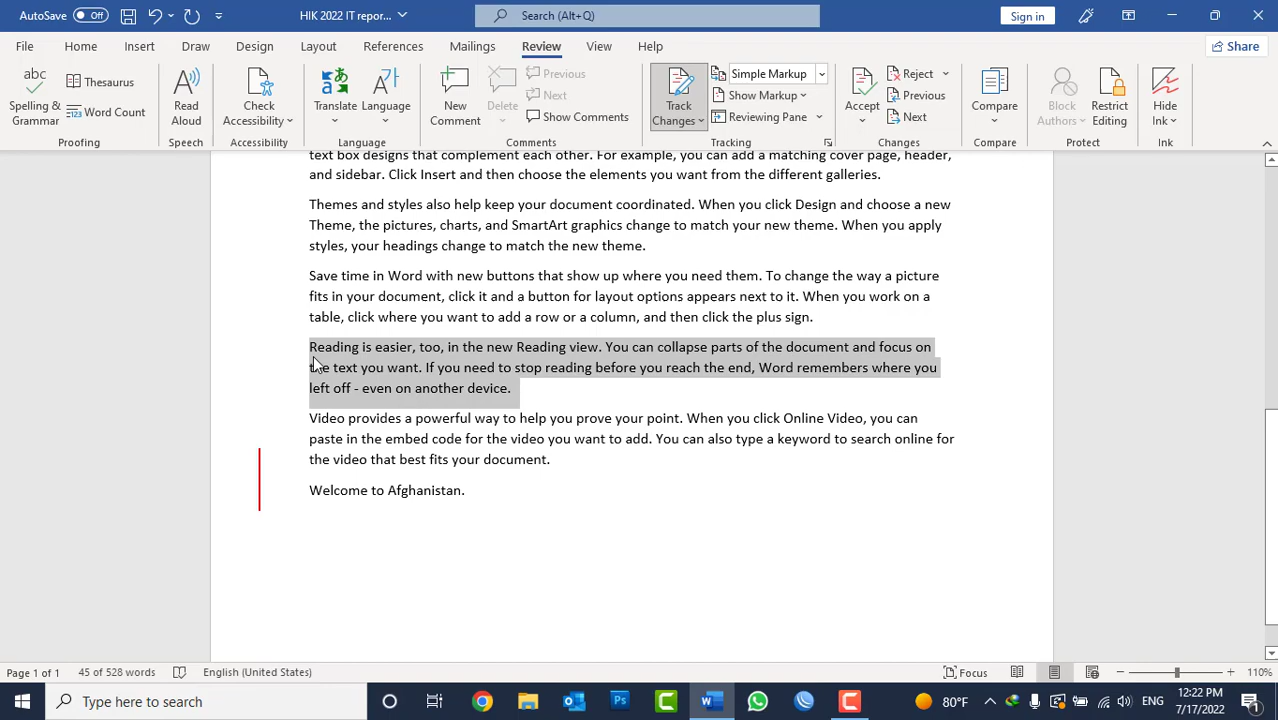 AutoSave Off HIK 2022 IT repor... Search (Alt+Q) Sign in
File Home Insert Draw Design Layout References Mailings Review View Help Share
abc Spelling & Grammar
Thesaurus
123 Word Count
Proofing
Read Aloud
Speech
Check Accessibility
Accessibility
Translate
Language
Language
New Comment
Delete
Previous
Next
Show Comments
Comments
Track Changes
Simple Markup
Show Markup
Reviewing Pane
Tracking
Accept
Reject
Previous
Next
Changes
Compare
Compare
Block Authors
Restrict Editing
Protect
Hide Ink
Ink
text box designs that complement each other. For example, you can add a matching cover page, header,
and sidebar. Click Insert and then choose the elements you want from the different galleries.
Themes and styles also help keep your document coordinated. When you click Design and choose a new
Theme, the pictures, charts, and SmartArt graphics change to match your new theme. When you apply
styles, your headings change to match the new theme.
Save time in Word with new buttons that show up where you need them. To change the way a picture
fits in your document, click it and a button for layout options appears next to it. When you work on a
table, click where you want to add a row or a column, and then click the plus sign.
Reading is easier, too, in the new Reading view. You can collapse parts of the document and focus on
the text you want. If you need to stop reading before you reach the end, Word remembers where you
left off - even on another device.
Video provides a powerful way to help you prove your point. When you click Online Video, you can
paste in the embed code for the video you want to add. You can also type a keyword to search online for
the video that best fits your document.
Welcome to Afghanistan.
Page 1 of 1 45 of 528 words English (United States) Focus 110%
Type here to search 80°F ENG 12:22 PM
7/17/2022